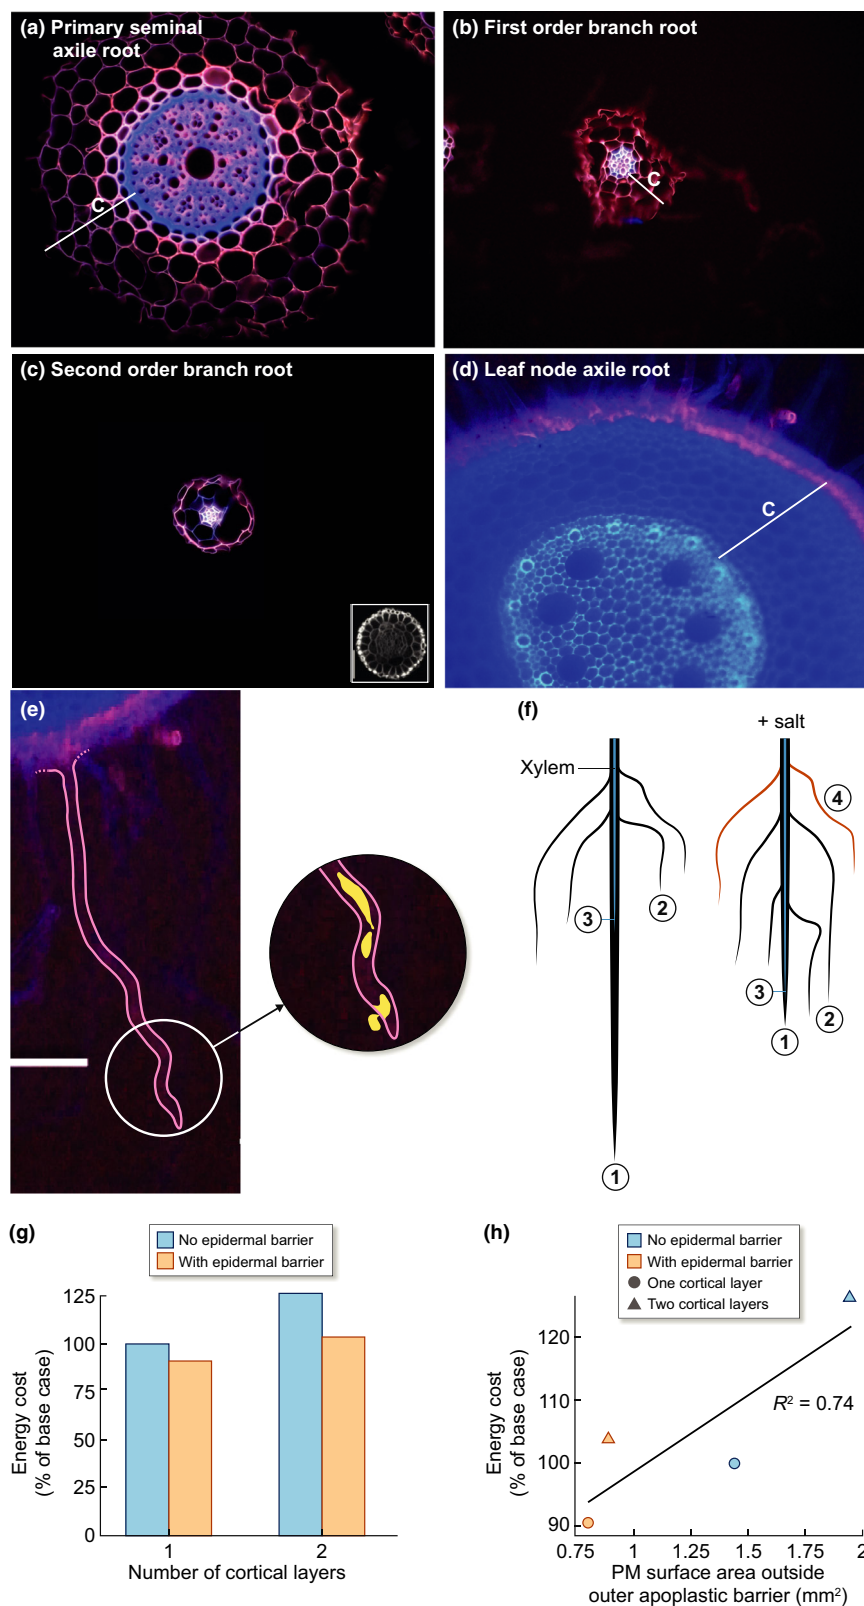 (a) Primary seminal
axile root
C
(b) First order branch root
C
(c) Second order branch root
(d) Leaf node axile root
C
(e)
(f)
+ salt
Xylem
4
3
2
3
2
1
1
(g)
No epidermal barrier
With epidermal barrier
125
100
75
50
25
0
Energy cost
(% of base case)
1
2
Number of cortical layers
(h)
No epidermal barrier
With epidermal barrier
One cortical layer
Two cortical layers
120
110
100
90
Energy cost
(% of base case)
R² = 0.74
0.75
1
1.25
1.5
1.75
2
PM surface area outside
outer apoplastic barrier (mm²)